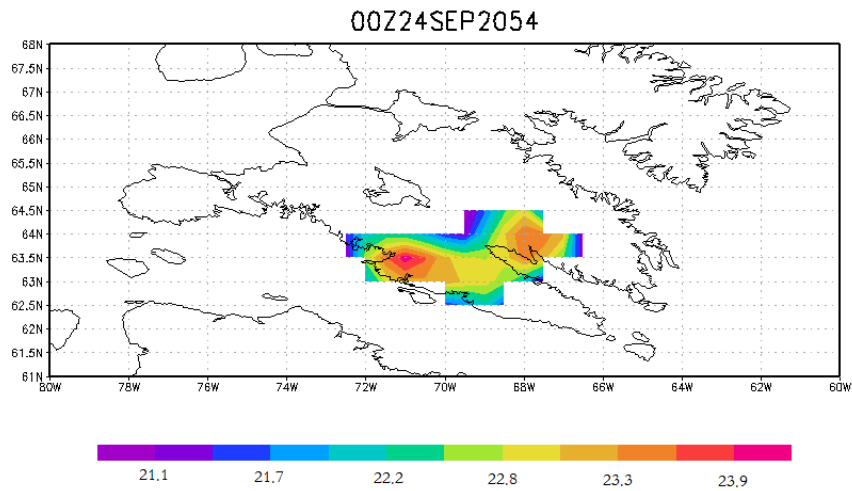 00Z24SEP2054
68N
67.5N
67N
66.5N
66N
65.5N
65N
64.5N
64N
63.5N
63N
62.5N
62N
61.5N
61N
80W 78W 76W 74W 72W 70W 68W 66W 64W 62W 60W
21,1 21,7 22,2 22,8 23,3 23,9